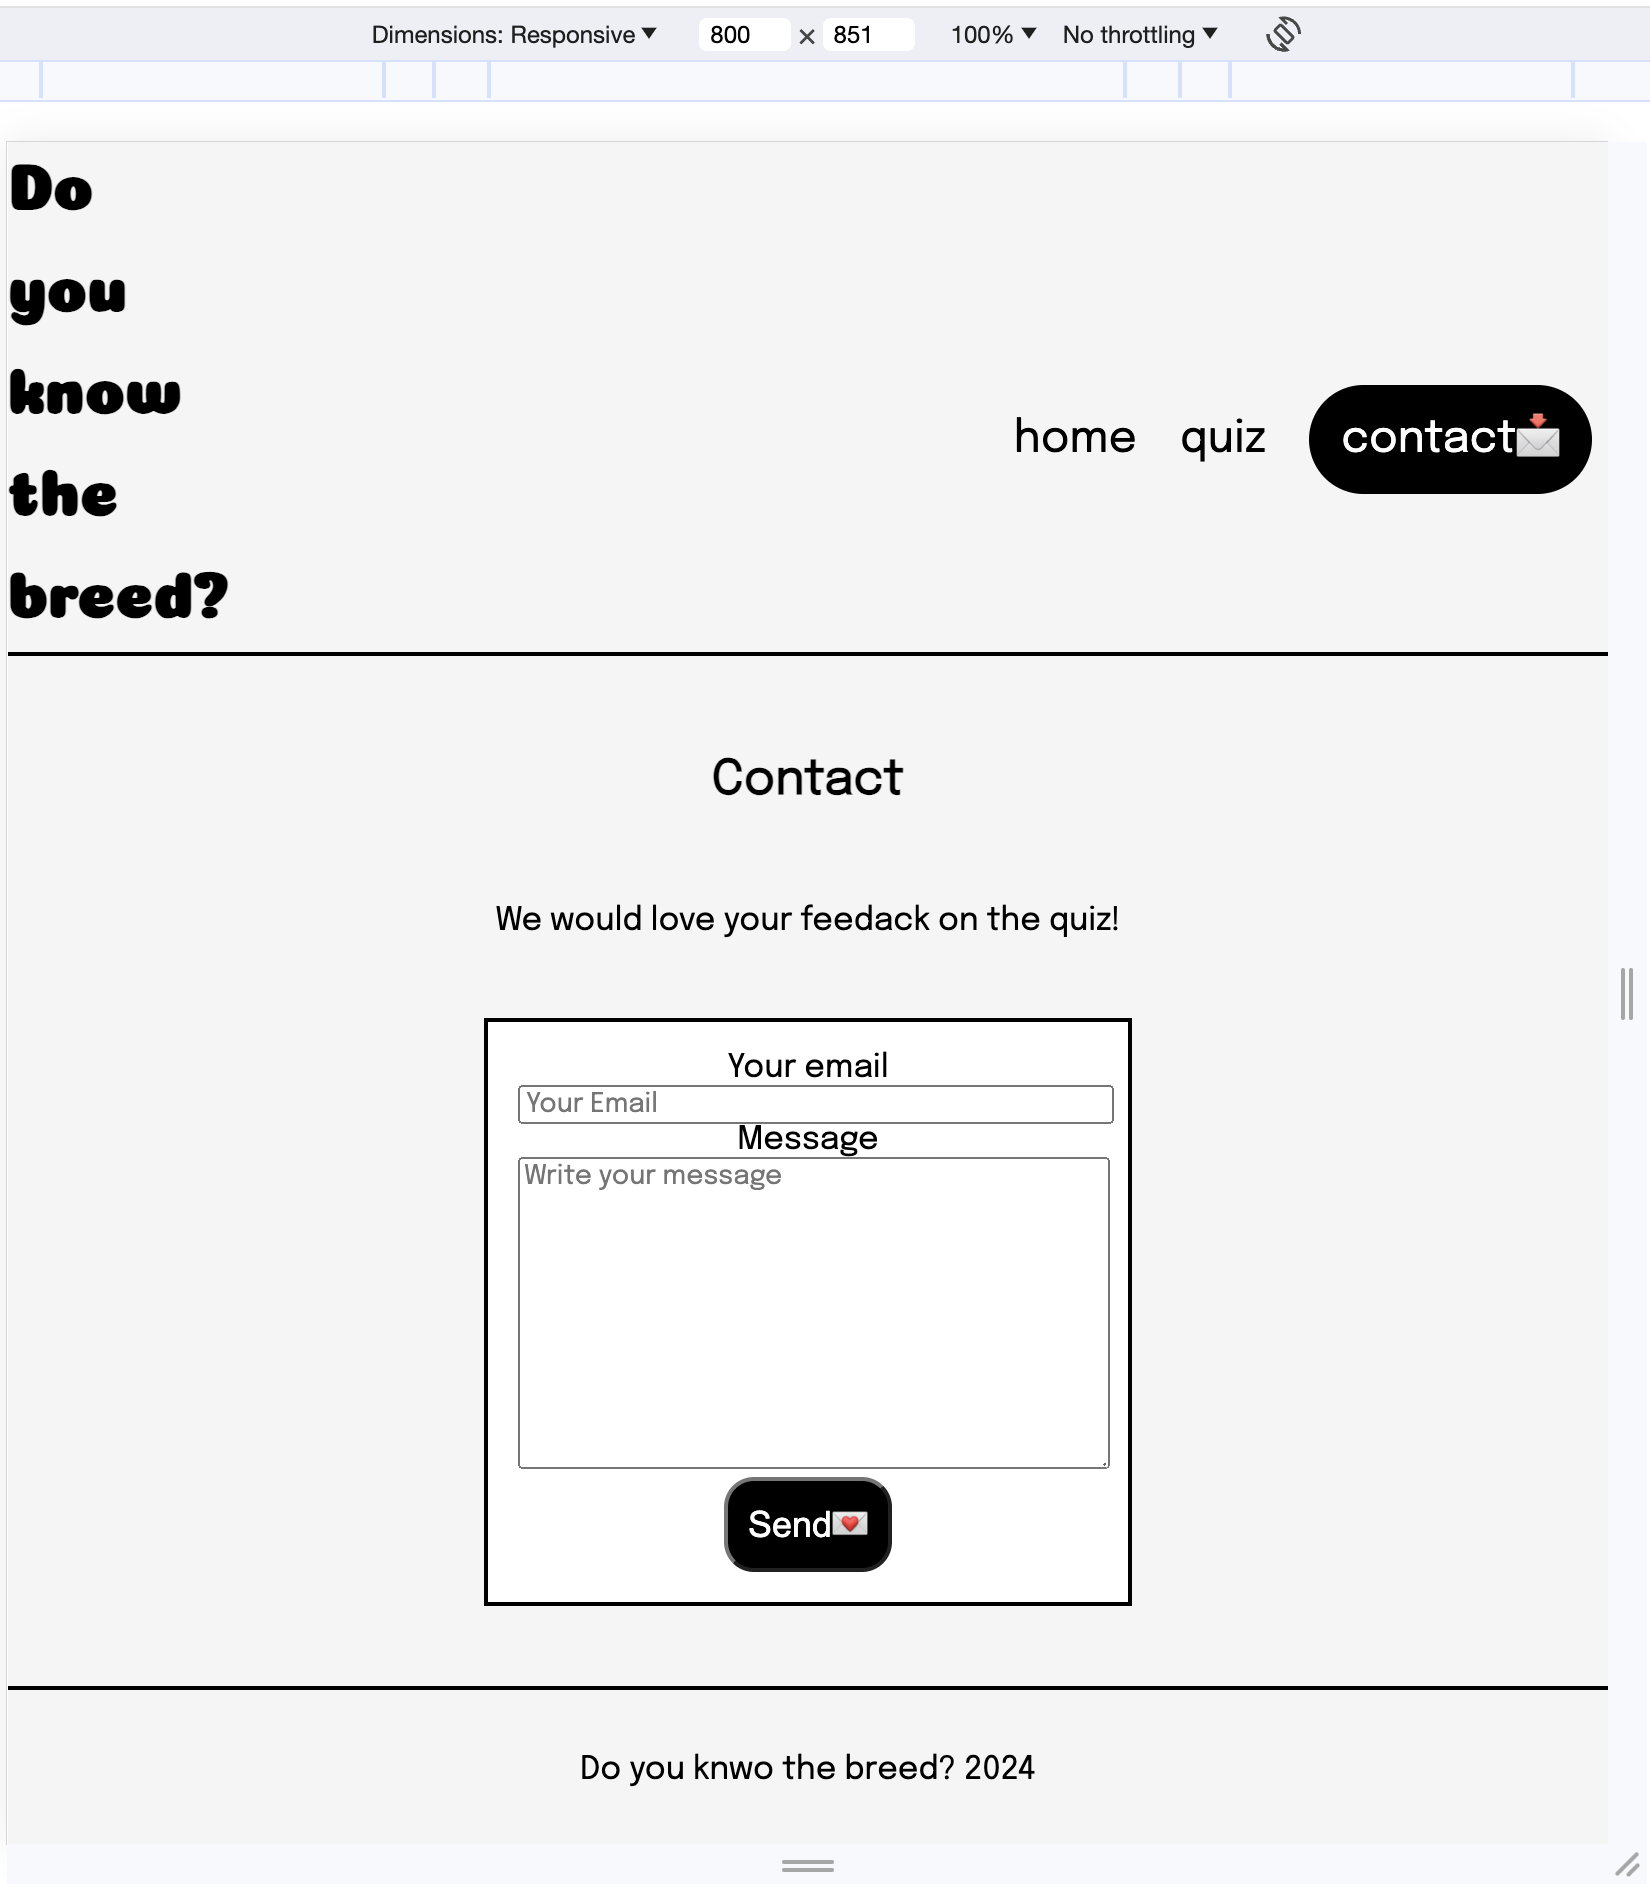 Dimensions: Responsive ▼ 800 × 851 100% ▼ No throttling ▼
Do
you
know
the
breed?
home quiz contact📩
Contact
We would love your feedack on the quiz!
Your email
Your Email
Message
Write your message
Send💌
Do you knwo the breed? 2024